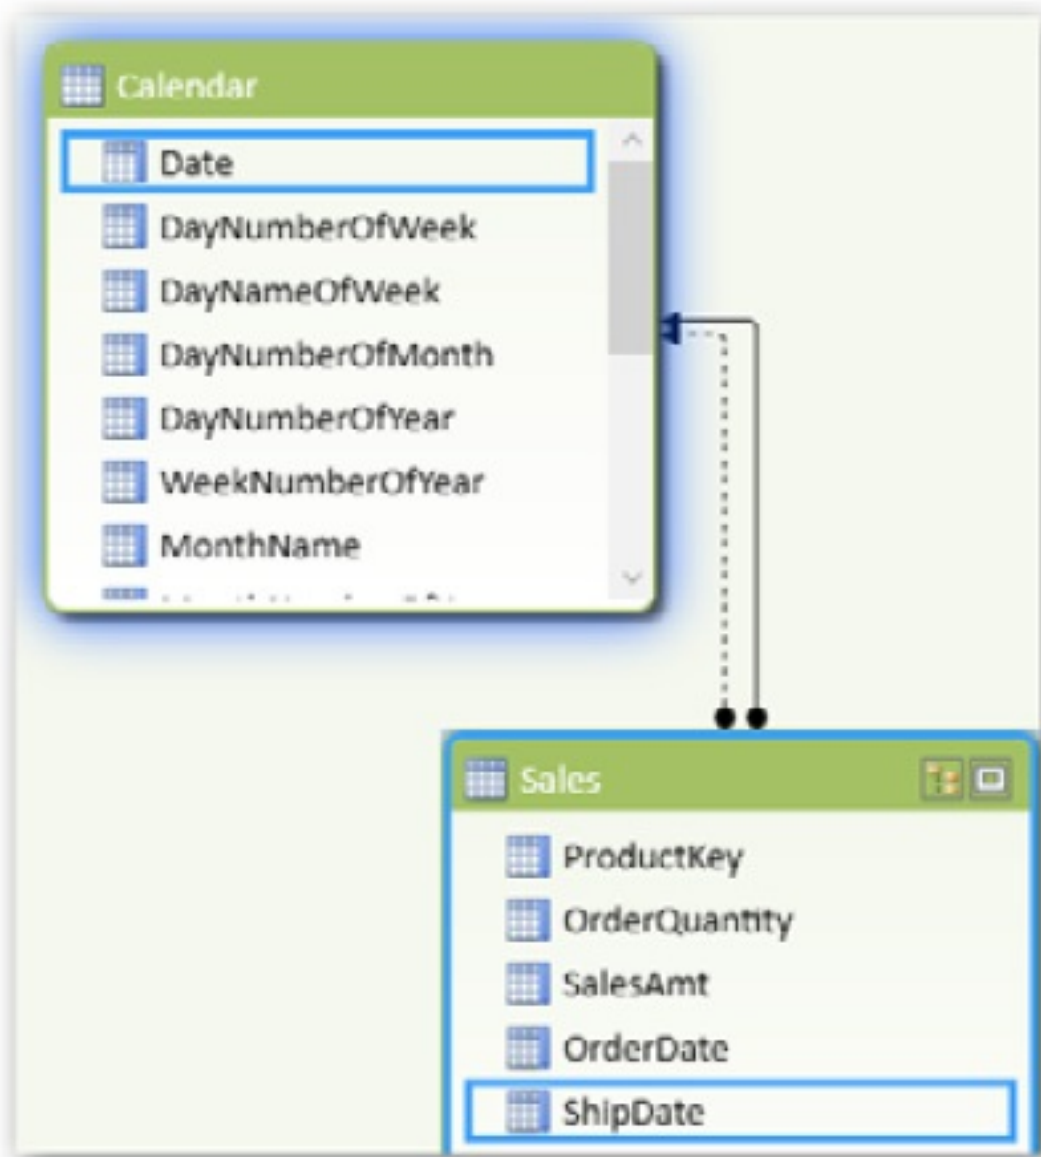 Calendar
Date
DayNumberOfWeek
DayNameOfWeek
DayNumberOfMonth
DayNumberOfYear
WeekNumberOfYear
MonthName
Sales
ProductKey
OrderQuantity
SalesAmt
OrderDate
ShipDate